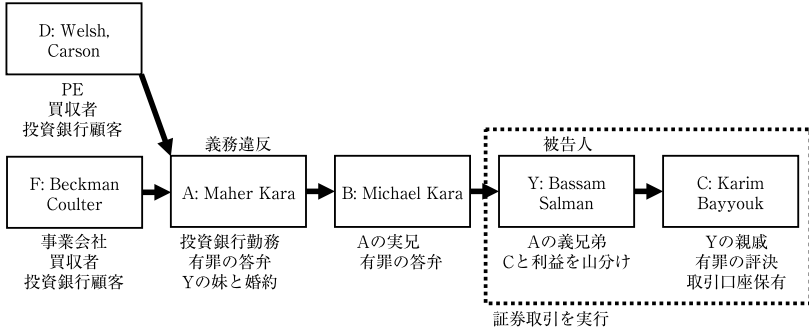 D: Welsh,
Carson
PE
買収者
投資銀行顧客
F: Beckman
Coulter
事業会社
買収者
投資銀行顧客
義務違反
A: Maher Kara
投資銀行勤務
有罪の答弁
Yの妹と婚約
B: Michael Kara
Aの実兄
有罪の答弁
被告人
Y: Bassam
Salman
Aの義兄弟
Cと利益を山分け
C: Karim
Bayyouk
Yの親戚
有罪の評決
取引口座保有
証券取引を実行